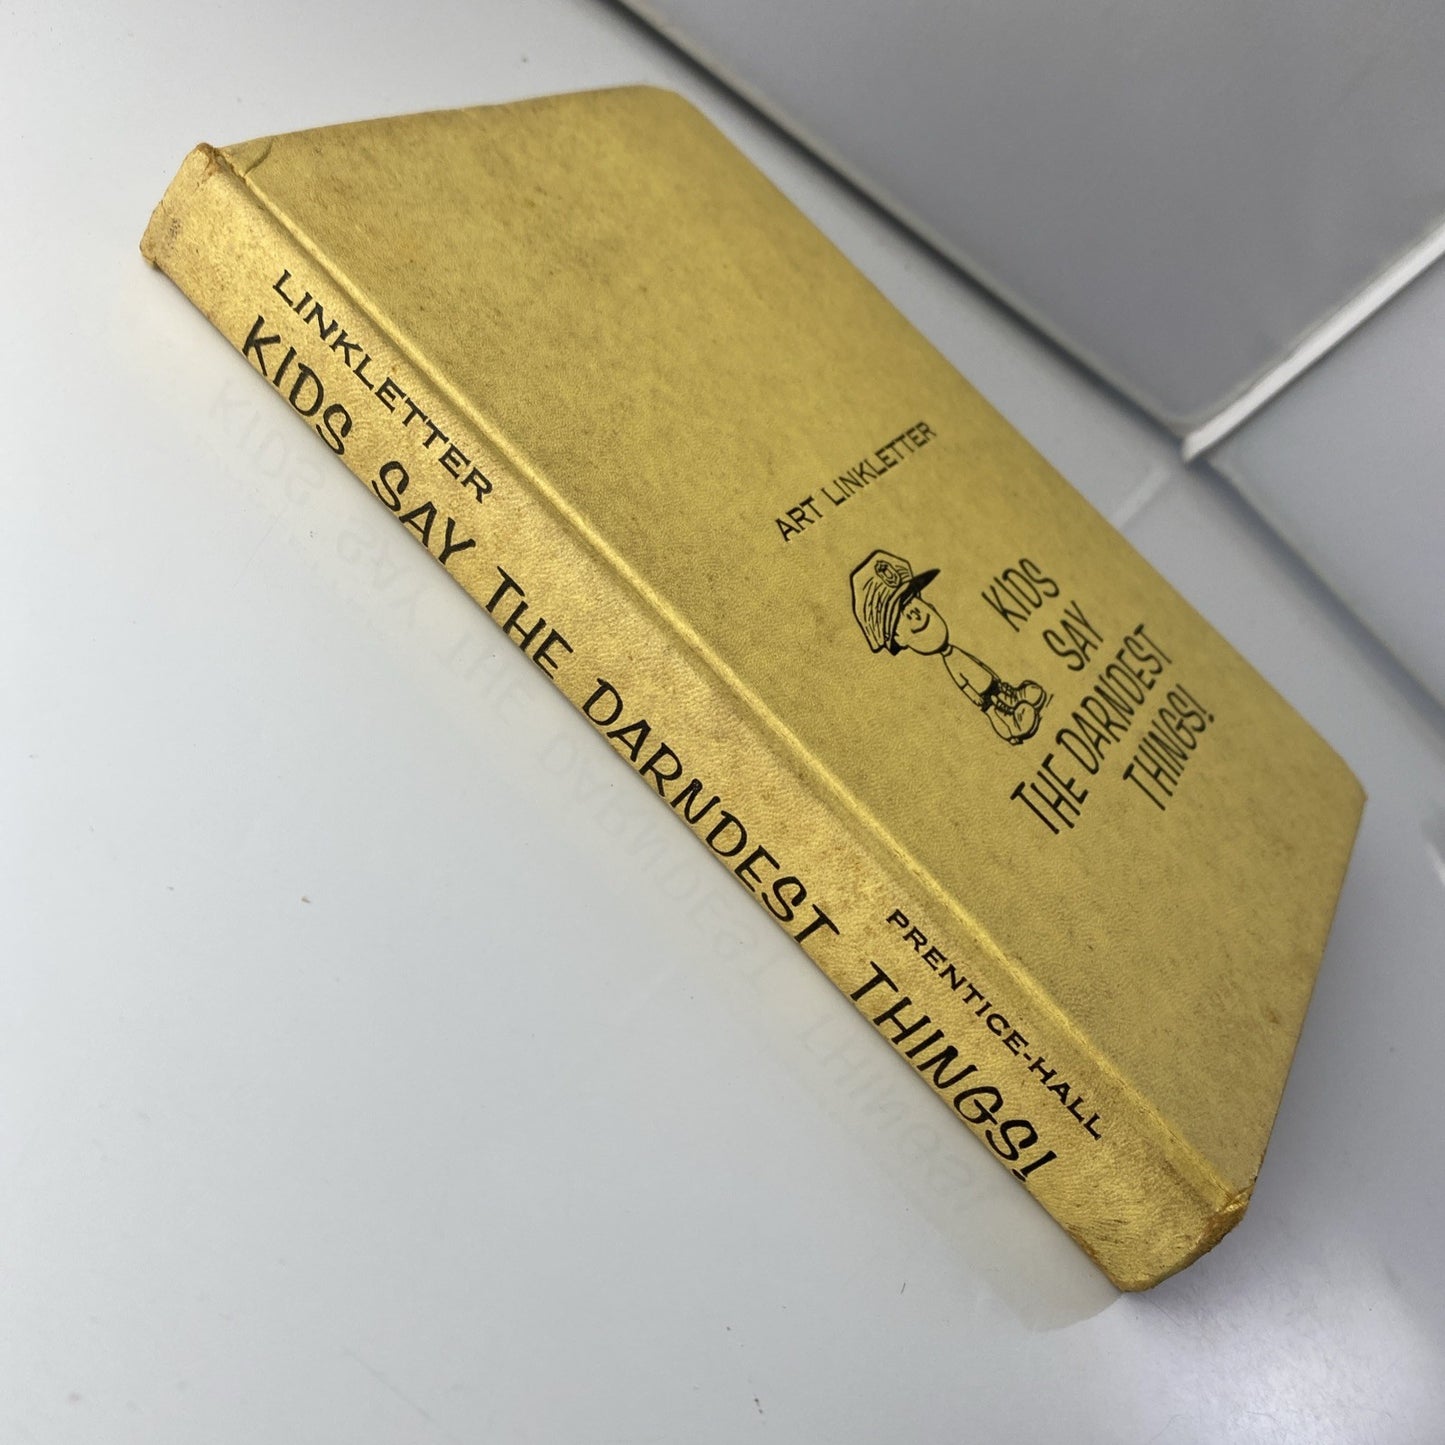 LINKLETTER
KIDS SAY THE DARNDEST THINGS!
PRENTICE-HALL
ART LINKLETTER
KIDS
SAY
THE DARNDEST
THINGS!